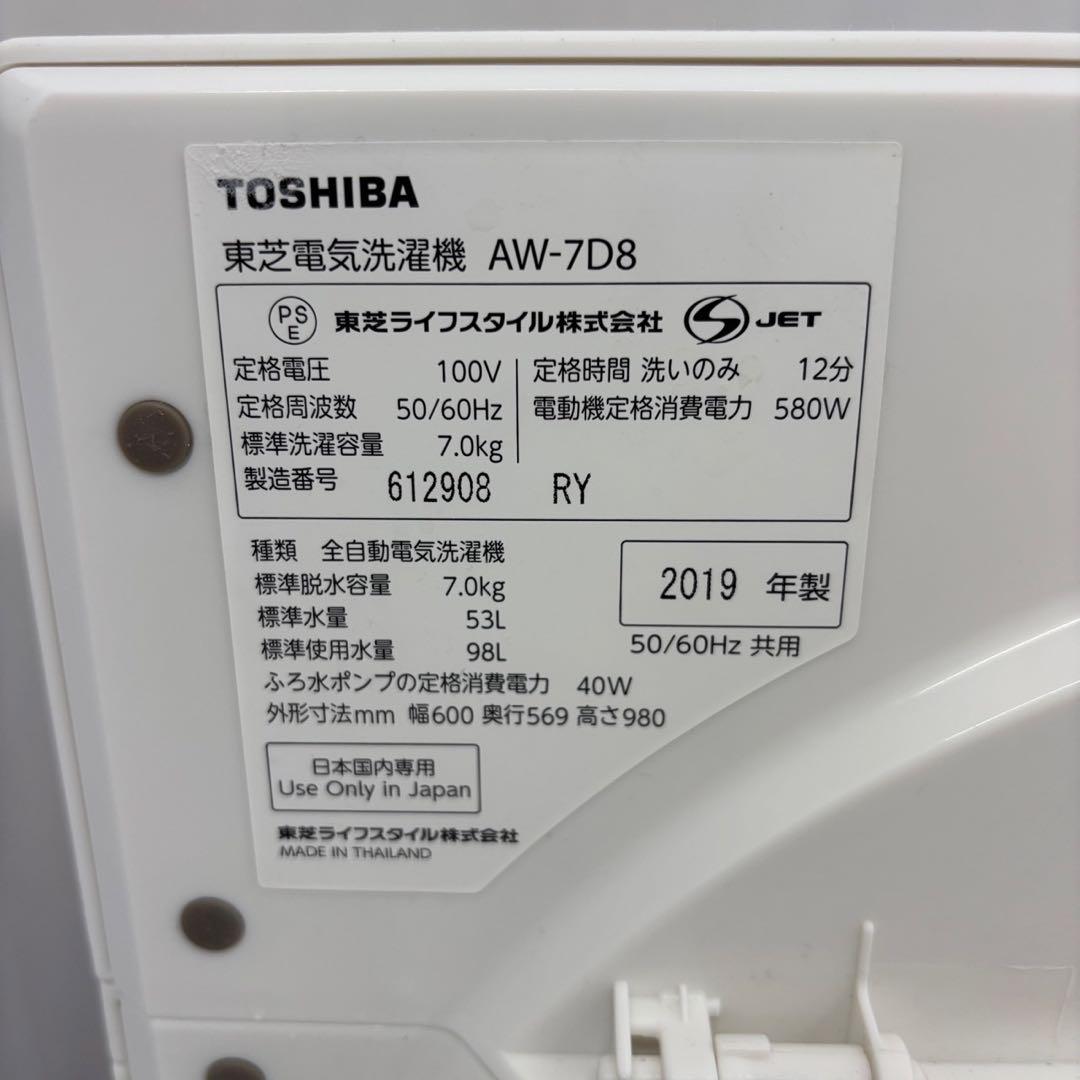 TOSHIBA
東芝電気洗濯機 AW-7D8
PSE 東芝ライフスタイル株式会社 JET
定格電圧 100V
定格周波数 50/60Hz
標準洗濯容量 7.0kg
定格時間 洗いのみ 12分
電動機定格消費電力 580W
製造番号 612908 RY
種類 全自動電気洗濯機
標準脱水容量 7.0kg
標準水量 53L
標準使用水量 98L
ふろ水ポンプの定格消費電力 40W
外形寸法mm 幅600 奥行569 高さ980
2019 年製
50/60Hz 共用
日本国内専用
Use Only in Japan
東芝ライフスタイル株式会社
MADE IN THAILAND